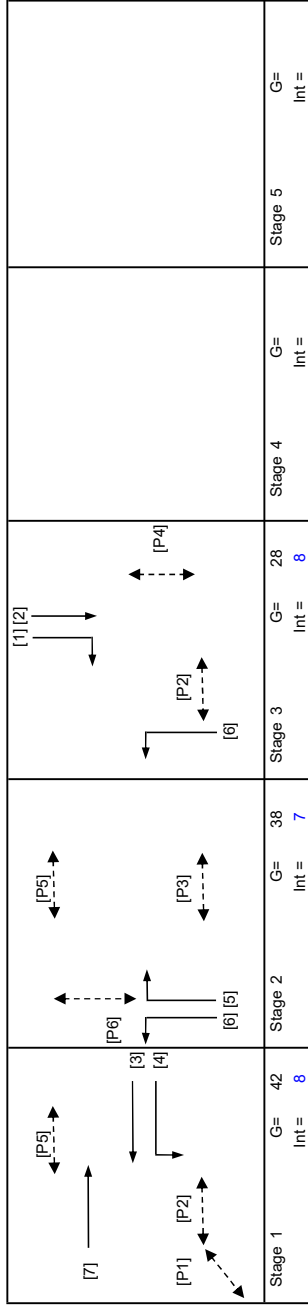 [7]
[P5]
[3]
[4]
[P1]
[P2]
Stage 1
G= 42
Int = 8
[P5]
[P6]
[P3]
[6]
[5]
Stage 2
G= 38
Int = 7
[1] [2]
[P4]
[P2]
[6]
Stage 3
G= 28
Int = 8
Stage 4
G=
Int =
Stage 5
G=
Int =